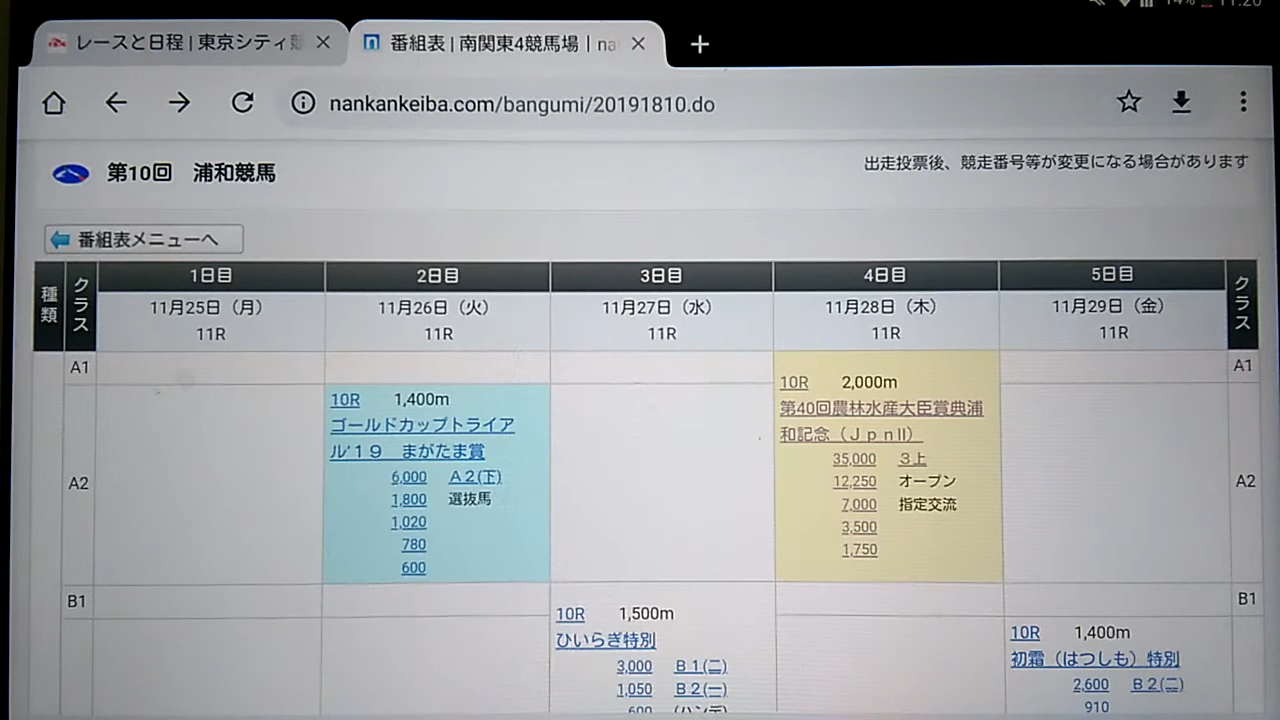 14% 11:20
レースと日程 | 東京シティ競
番組表 | 南関東4競馬場 | na
nankankeiba.com/bangumi/20191810.do
第10回 浦和競馬
出走投票後、競走番号等が変更になる場合があります
番組表メニューへ
種類 クラス 1日目 2日目 3日目 4日目 5日目 クラス
11月25日（月） 11月26日（火） 11月27日（水） 11月28日（木） 11月29日（金）
11R 11R 11R 11R 11R
A1 A1
10R 2,000m
第40回農林水産大臣賞典浦
和記念（ＪｐｎII）
35,000 ３上
12,250 オープン
7,000 指定交流
3,500
1,750
A2 A2
10R 1,400m
ゴールドカップトライア
ル’１９ まがたま賞
6,000 Ａ２(下)
1,800 選抜馬
1,020
780
600
B1 B1
10R 1,500m
ひいらぎ特別
3,000 Ｂ１(二)
1,050 Ｂ２(一)
600 (ハンデ)
10R 1,400m
初霜（はつしも）特別
2,600 Ｂ２(二)
910